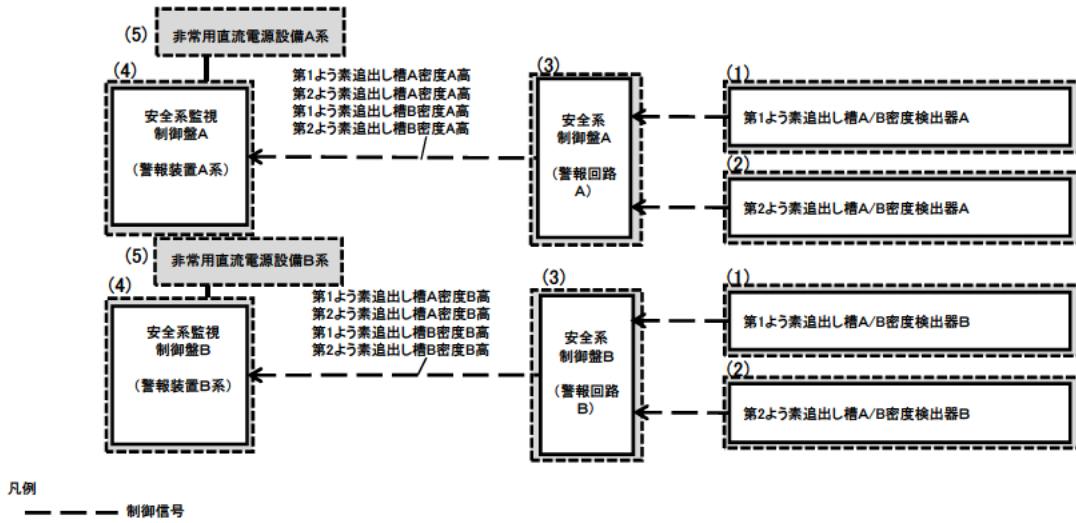 (5)
非常用直流電源設備A系
(4)
安全系監視
制御盤A
(警報装置A系)
第1よう素追出し槽A密度A高
第2よう素追出し槽A密度A高
第1よう素追出し槽B密度A高
第2よう素追出し槽B密度A高
(3)
安全系
制御盤A
(警報回路
A)
(1)
第1よう素追出し槽A/B密度検出器A
(2)
第2よう素追出し槽A/B密度検出器A
(5)
非常用直流電源設備B系
(4)
安全系監視
制御盤B
(警報装置B系)
第1よう素追出し槽A密度B高
第2よう素追出し槽A密度B高
第1よう素追出し槽B密度B高
第2よう素追出し槽B密度B高
(3)
安全系
制御盤B
(警報回路
B)
(1)
第1よう素追出し槽A/B密度検出器B
(2)
第2よう素追出し槽A/B密度検出器B
凡例
制御信号